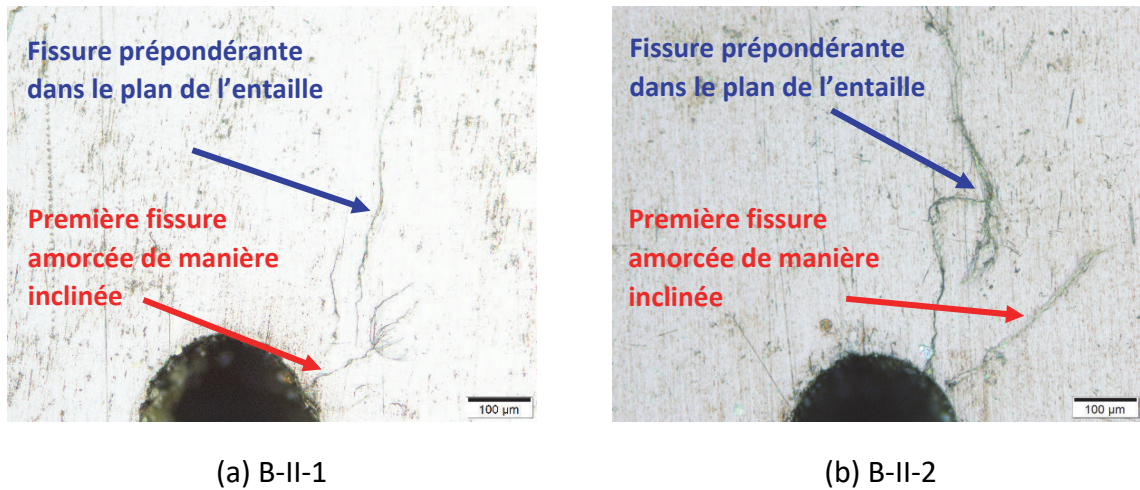 Fissure prépondérante
dans le plan de l'entaille
Première fissure
amorcée de manière
inclinée
100 µm
(a) B-II-1
Fissure prépondérante
dans le plan de l'entaille
Première fissure
amorcée de manière
inclinée
100 µm
(b) B-II-2